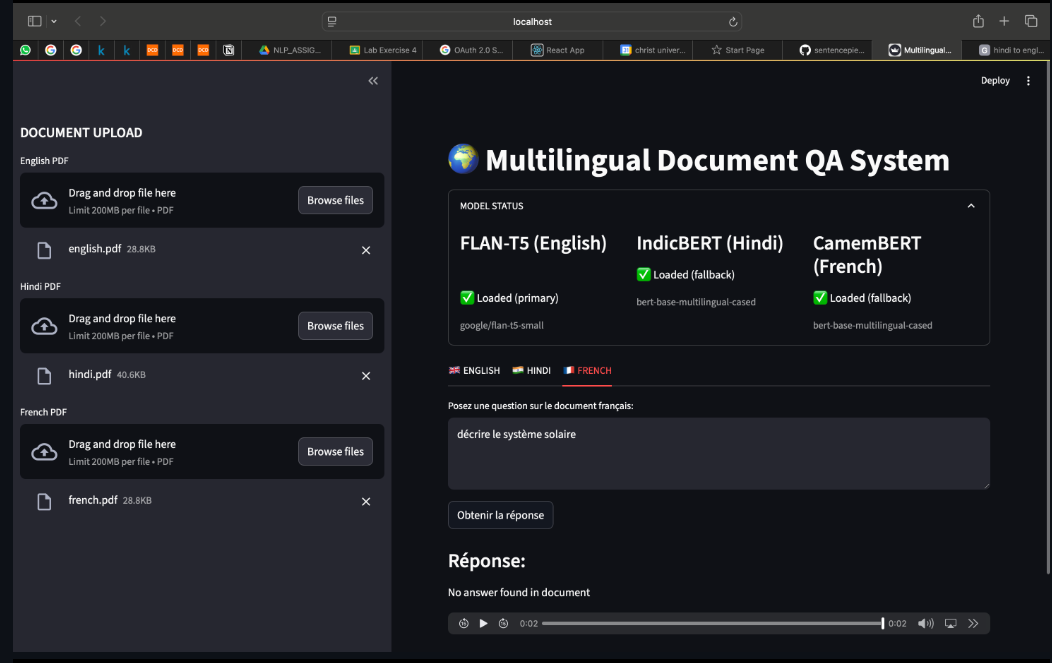 localhost
NLP_ASSIG...
Lab Exercise 4
OAuth 2.0 S...
React App
christ univer...
Start Page
sentencepie...
Multilingual...
hindi to engl...
Deploy
DOCUMENT UPLOAD
English PDF
Drag and drop file here
Limit 200MB per file • PDF
Browse files
english.pdf 28.8KB
Hindi PDF
Drag and drop file here
Limit 200MB per file • PDF
Browse files
hindi.pdf 40.6KB
French PDF
Drag and drop file here
Limit 200MB per file • PDF
Browse files
french.pdf 28.8KB
Multilingual Document QA System
MODEL STATUS
FLAN-T5 (English)
Loaded (primary)
google/flan-t5-small
IndicBERT (Hindi)
Loaded (fallback)
bert-base-multilingual-cased
CamemBERT
(French)
Loaded (fallback)
bert-base-multilingual-cased
ENGLISH HINDI FRENCH
Posez une question sur le document français:
décrire le système solaire
Obtenir la réponse
Réponse:
No answer found in document
0:02 0:02